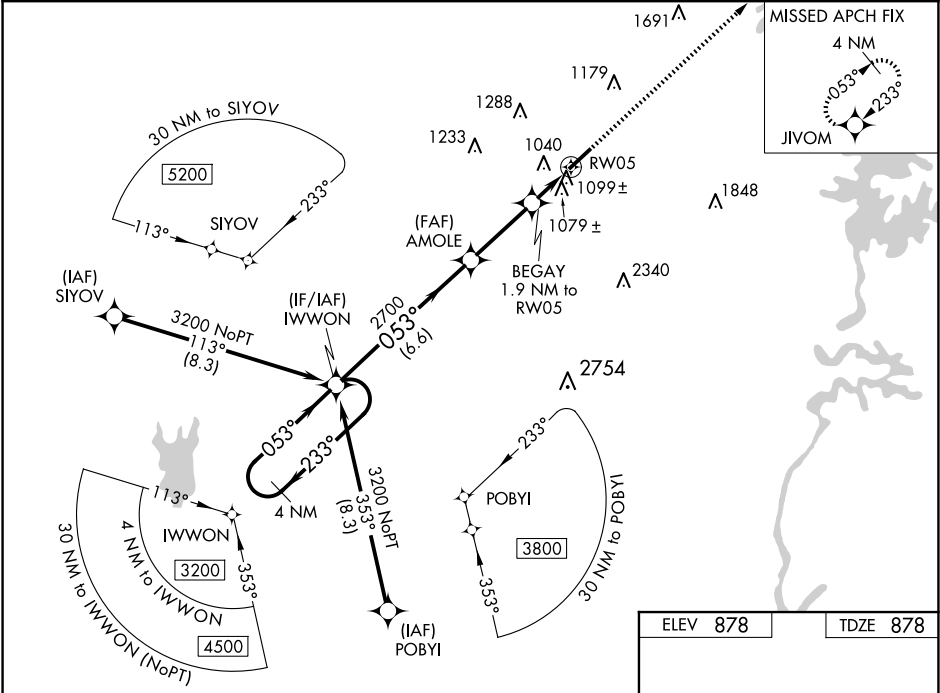 1691
MISSED APCH FIX
4 NM
053°
233°
JIVOM
1179
1288
1233
1040
RW05
1099 ±
1079 ±
1848
30 NM to SIYOV
5200
233°
113°
SIYOV
(FAF)
AMOLE
BEGAY
1.9 NM to
RW05
2340
(IAF)
SIYOV
(IF/IAF)
IWWON
3200 NoPT
113°
(8.3)
2700
053°
(6.6)
2754
053°
233°
4 NM
3200 NoPT
353°
(8.3)
233°
POBYI
3800
353°
30 NM to POBYI
113°
IWWON
3200
353°
4 NM to IWWON
4500
30 NM to IWWON (NoPT)
(IAF)
POBYI
ELEV 878
TDZE 878